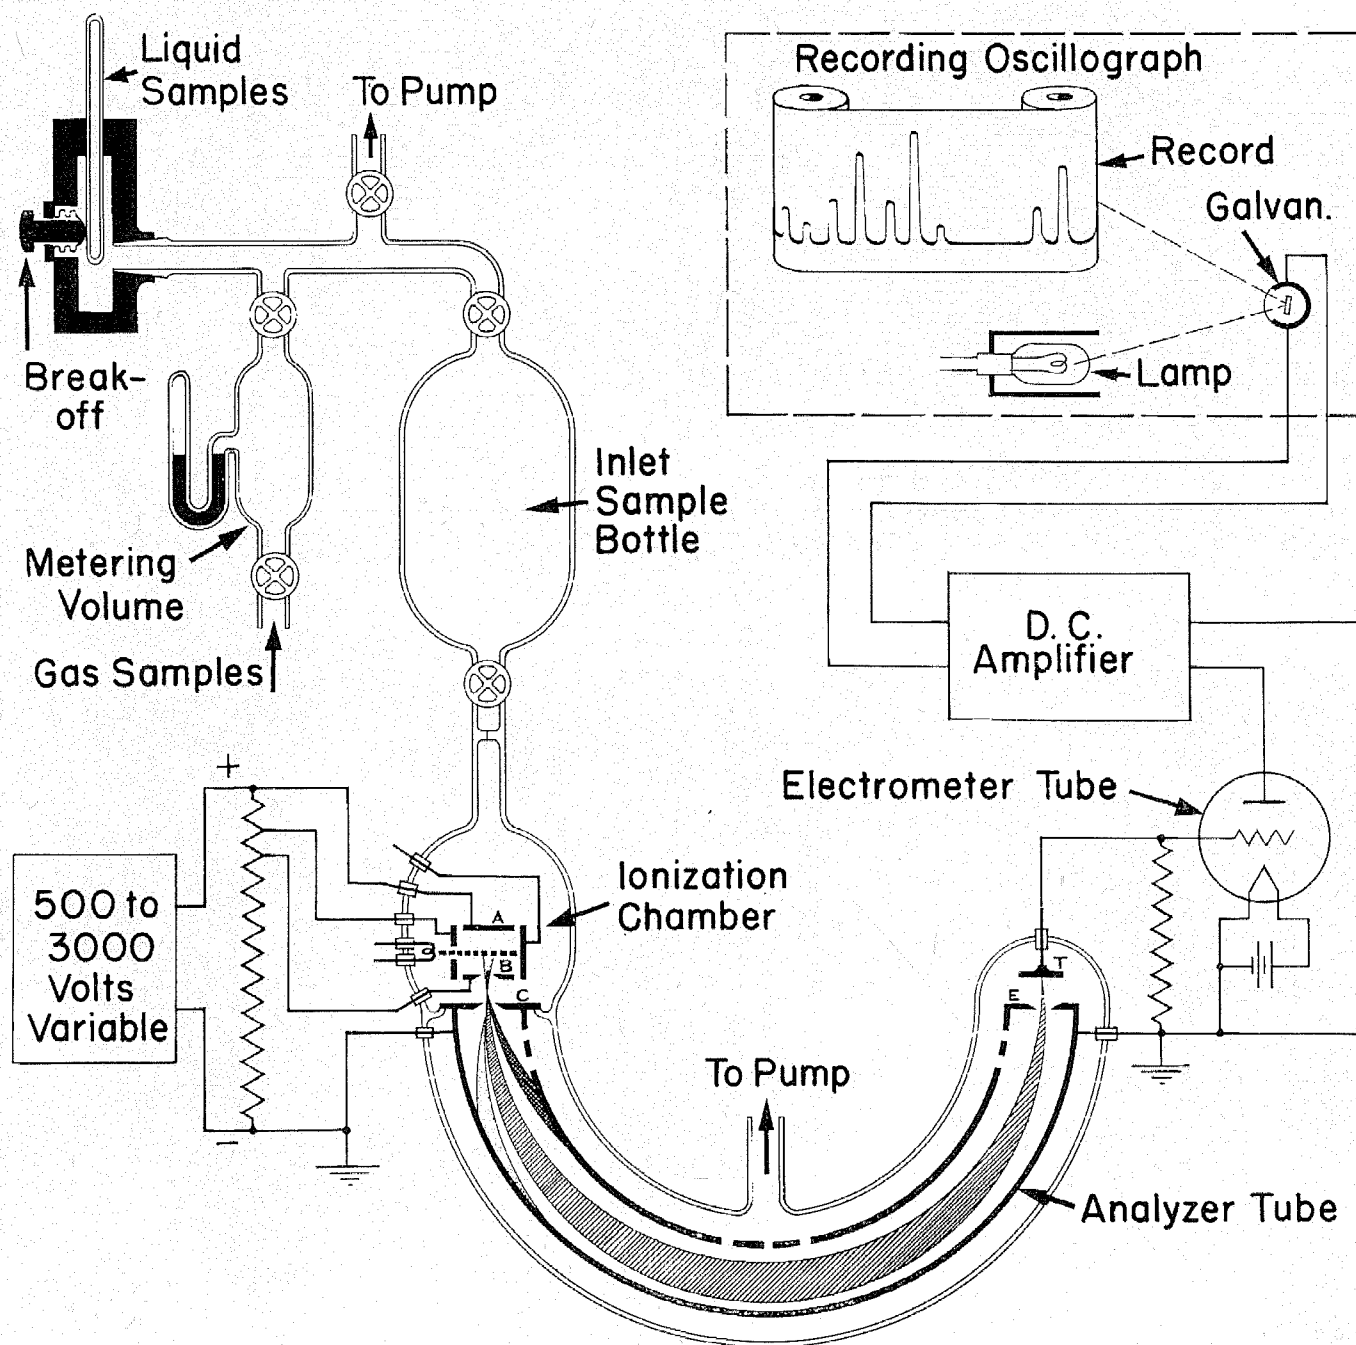 Liquid
Samples
To Pump
Recording Oscillograph
Record
Galvan.
Lamp
Break-
off
Inlet
Sample
Bottle
Metering
Volume
Gas Samples
D. C.
Amplifier
+
Electrometer Tube
500 to
3000
Volts
Variable
Ionization
Chamber
A
B
C
T
E
To Pump
−
Analyzer Tube